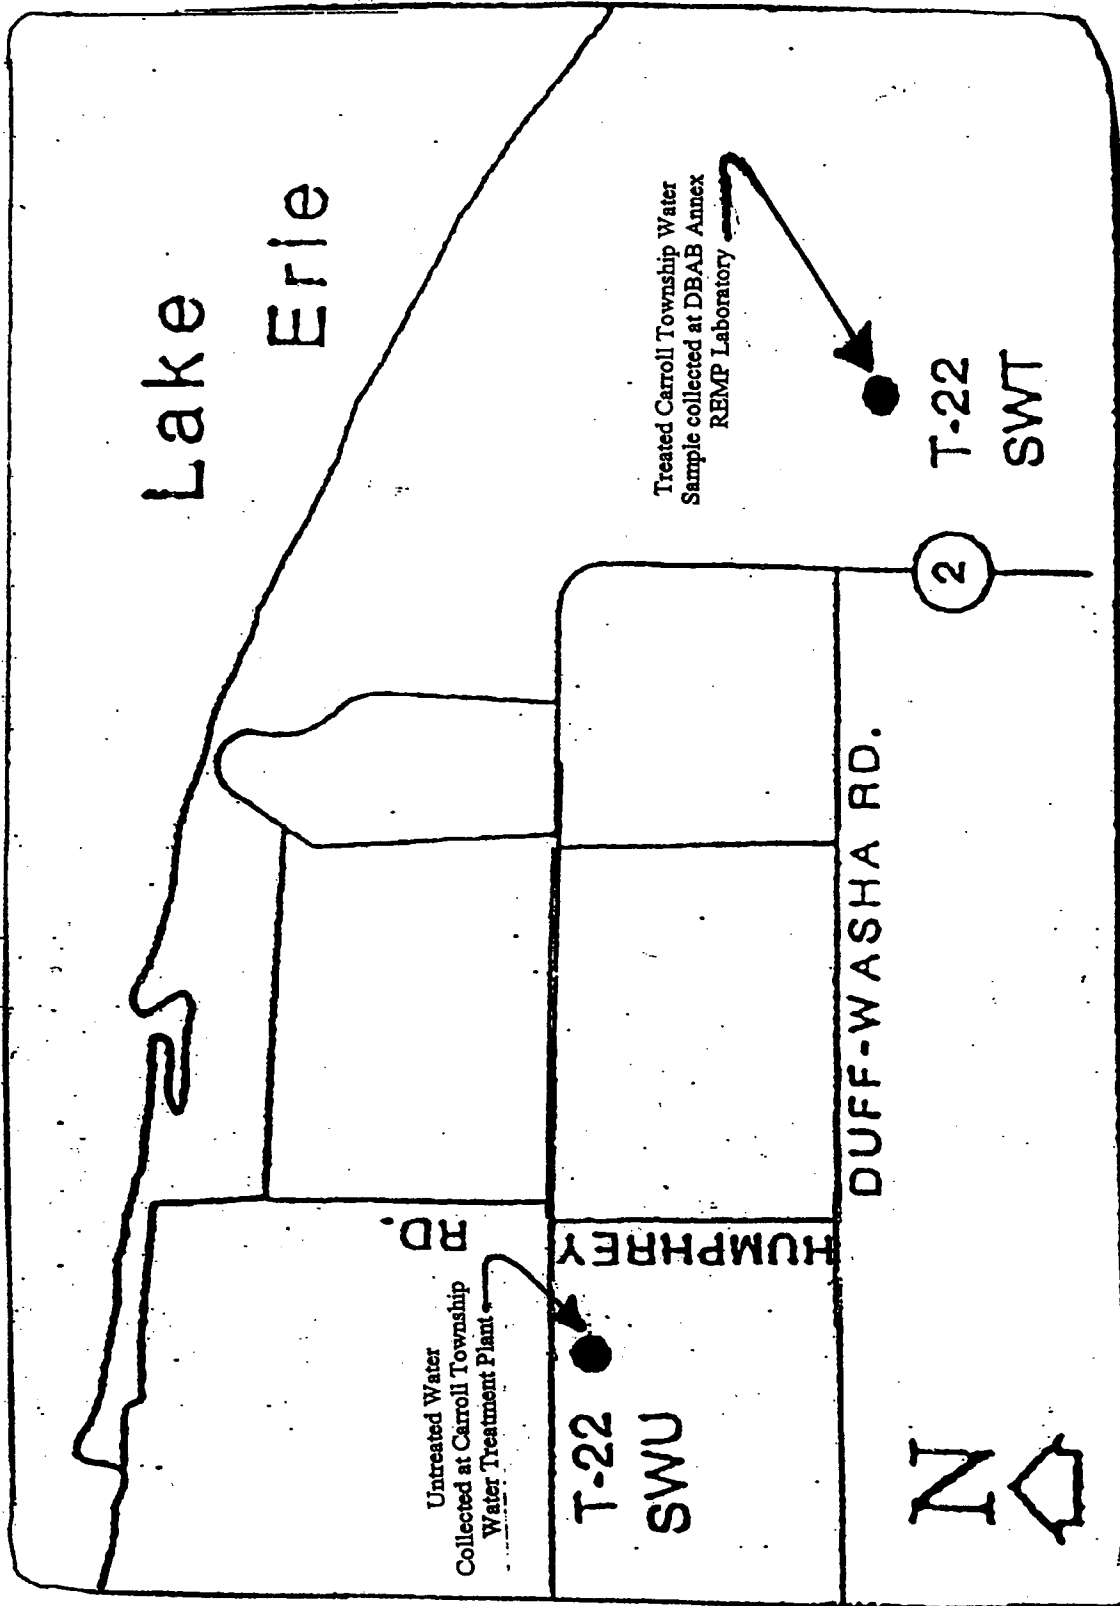 Lake
Erie
Treated Carroll Township Water
Sample collected at DBAB Annex
REMP Laboratory
T-22
SWT
2
DUFF-WASHA RD.
HUMPHREY
RD.
Untreated Water
Collected at Carroll Township
Water Treatment Plant
T-22
SWU
N